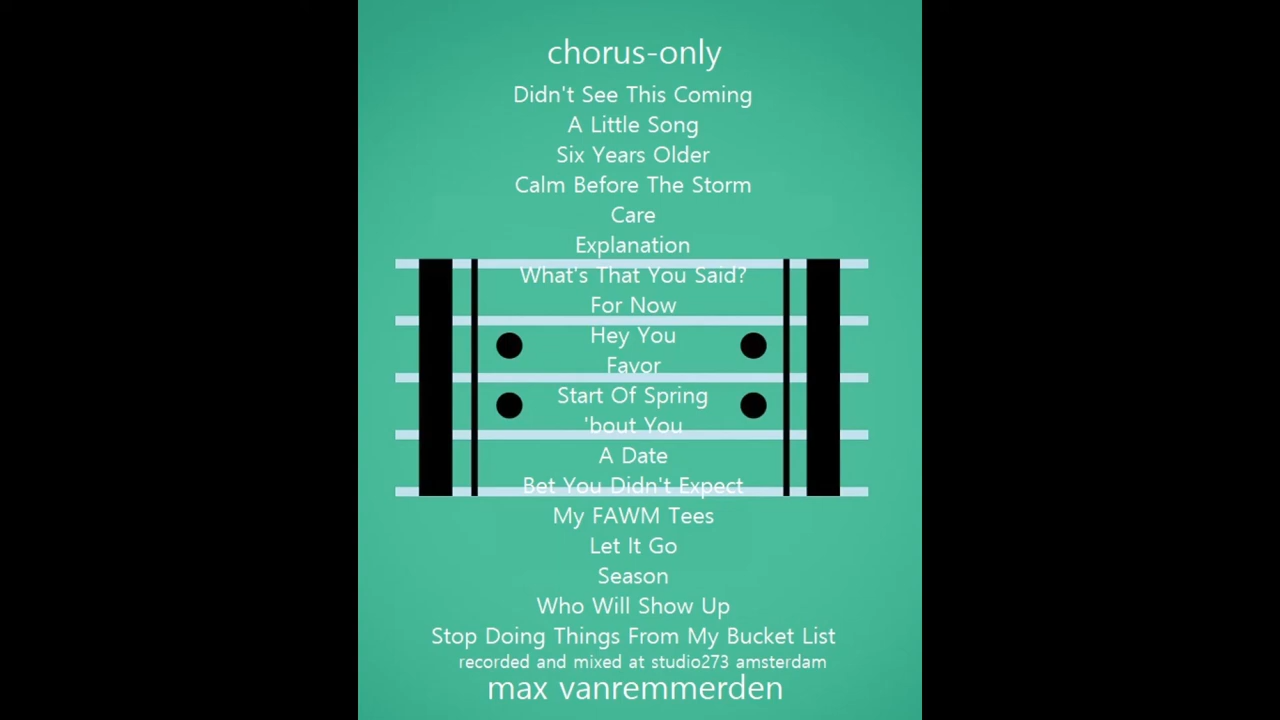 chorus-only
Didn't See This Coming
A Little Song
Six Years Older
Calm Before The Storm
Care
Explanation
What's That You Said?
For Now
Hey You
Favor
Start Of Spring
'bout You
A Date
Bet You Didn't Expect
My FAWM Tees
Let It Go
Season
Who Will Show Up
Stop Doing Things From My Bucket List
recorded and mixed at studio273 amsterdam
max vanremmerden